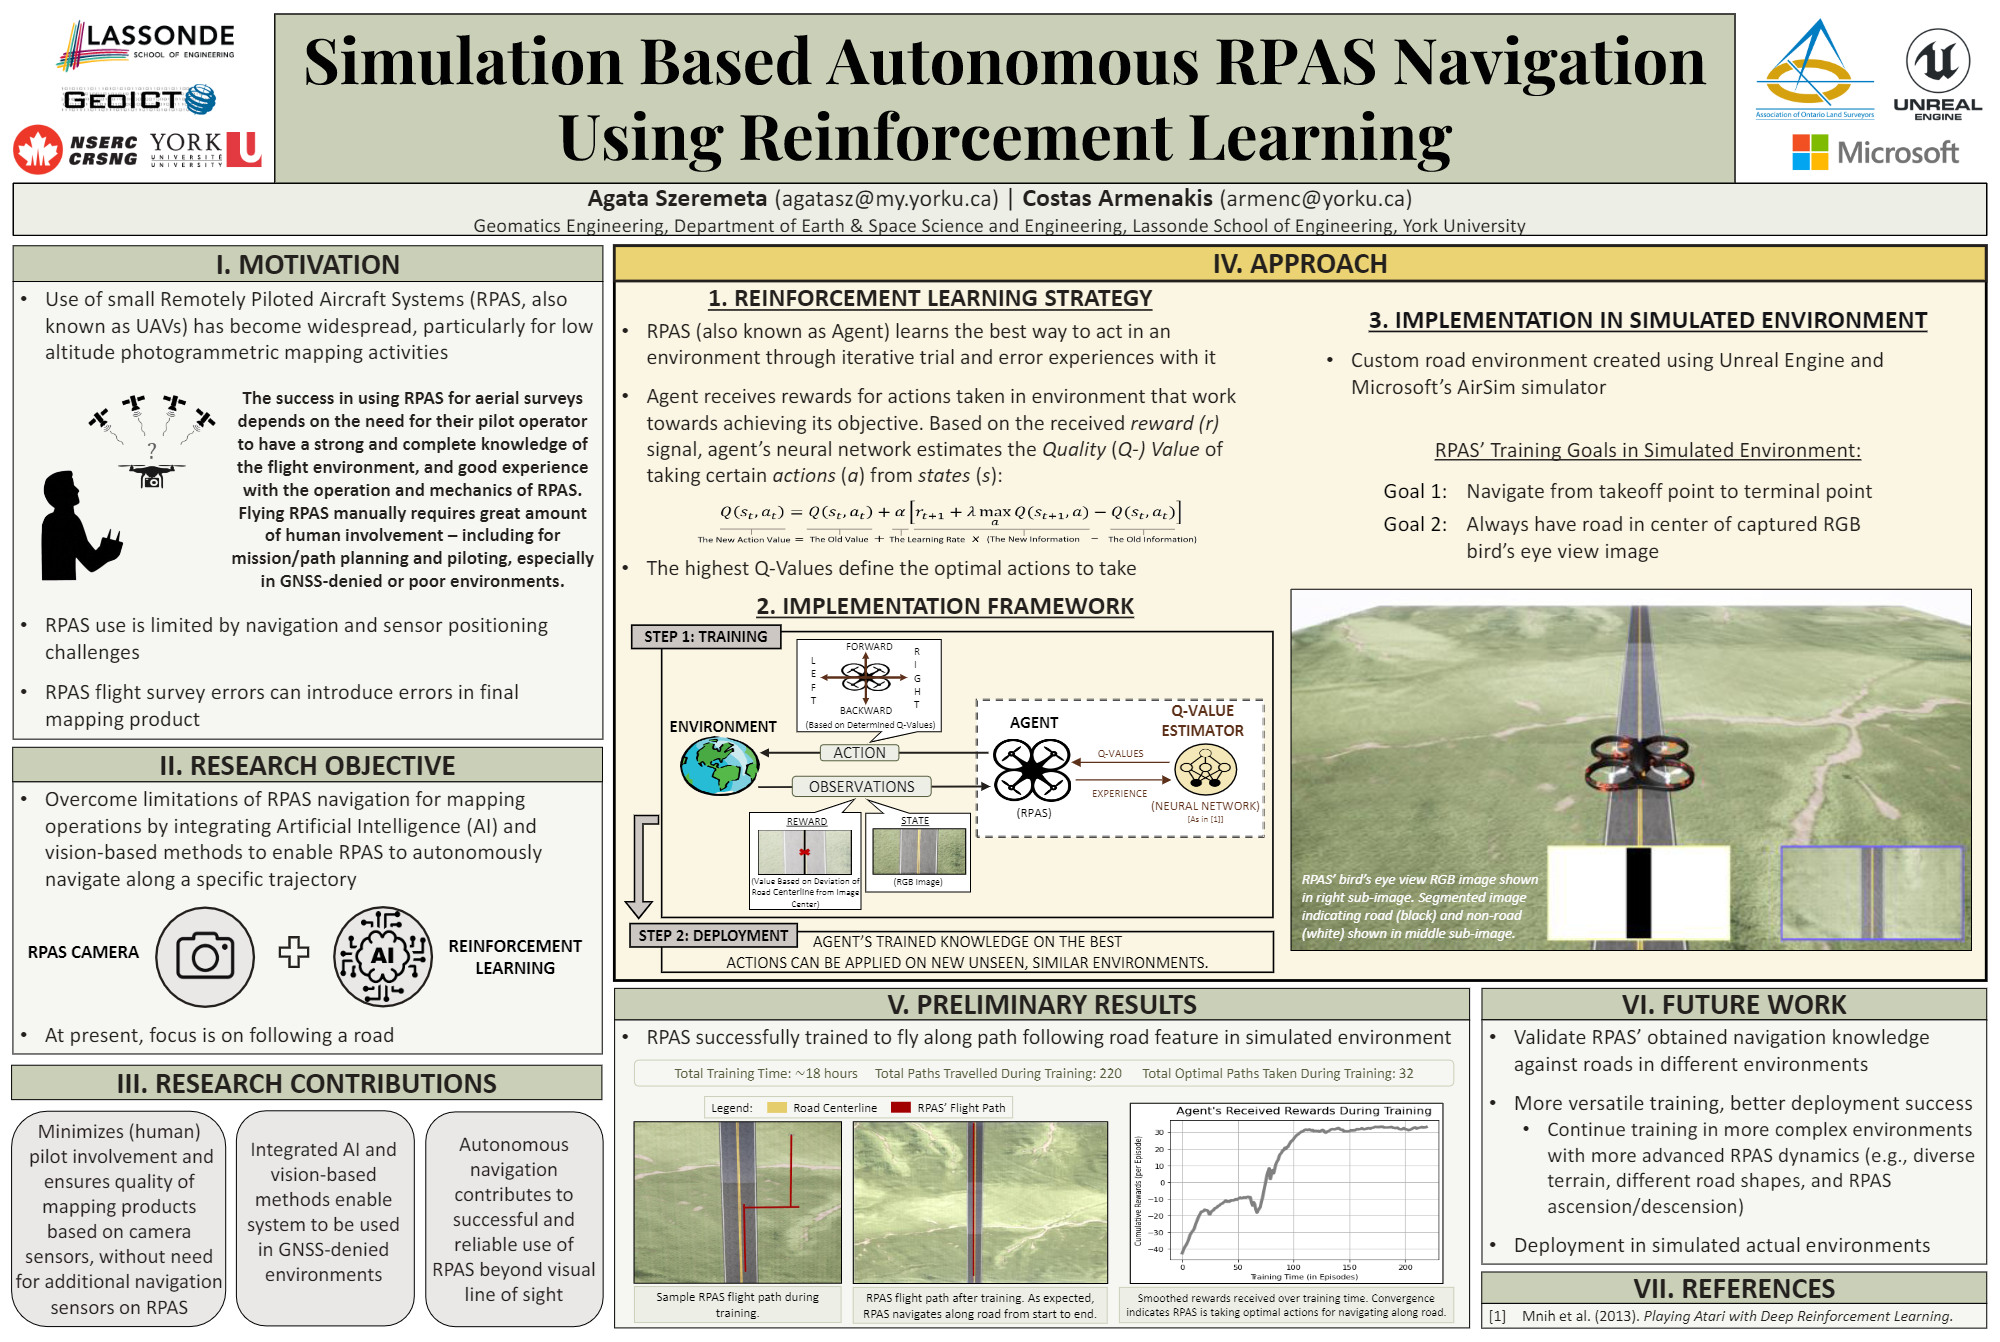 LASSONDE
SCHOOL OF ENGINEERING
GEOICT
NSERC
CRSNG
YORK
UNIVERSITÉ
UNIVERSITY
U
Simulation Based Autonomous RPAS Navigation
Using Reinforcement Learning
Association of Ontario Land Surveyors
UNREAL
ENGINE
Microsoft
Agata Szeremeta (agatasz@my.yorku.ca) | Costas Armenakis (armenc@yorku.ca)
Geomatics Engineering, Department of Earth & Space Science and Engineering, Lassonde School of Engineering, York University
I. MOTIVATION
• Use of small Remotely Piloted Aircraft Systems (RPAS, also
known as UAVs) has become widespread, particularly for low
altitude photogrammetric mapping activities
?
The success in using RPAS for aerial surveys
depends on the need for their pilot operator
to have a strong and complete knowledge of
the flight environment, and good experience
with the operation and mechanics of RPAS.
Flying RPAS manually requires great amount
of human involvement – including for
mission/path planning and piloting, especially
in GNSS-denied or poor environments.
• RPAS use is limited by navigation and sensor positioning
challenges
• RPAS flight survey errors can introduce errors in final
mapping product
II. RESEARCH OBJECTIVE
• Overcome limitations of RPAS navigation for mapping
operations by integrating Artificial Intelligence (AI) and
vision-based methods to enable RPAS to autonomously
navigate along a specific trajectory
RPAS CAMERA
AI
REINFORCEMENT
LEARNING
• At present, focus is on following a road
III. RESEARCH CONTRIBUTIONS
Minimizes (human)
pilot involvement and
ensures quality of
mapping products
based on camera
sensors, without need
for additional navigation
sensors on RPAS
Integrated AI and
vision-based
methods enable
system to be used
in GNSS-denied
environments
Autonomous
navigation
contributes to
successful and
reliable use of
RPAS beyond visual
line of sight
IV. APPROACH
1. REINFORCEMENT LEARNING STRATEGY
• RPAS (also known as Agent) learns the best way to act in an
environment through iterative trial and error experiences with it
• Agent receives rewards for actions taken in environment that work
towards achieving its objective. Based on the received reward (r)
signal, agent's neural network estimates the Quality (Q-) Value of
taking certain actions (a) from states (s):
Q(s_t, a_t) = Q(s_t, a_t) + α [r_{t+1} + λ max_a Q(s_{t+1}, a) − Q(s_t, a_t)]
The New Action Value = The Old Value + The Learning Rate × (The New Information − The Old Information)
• The highest Q-Values define the optimal actions to take
2. IMPLEMENTATION FRAMEWORK
STEP 1: TRAINING
FORWARD
LEFT
RIGHT
BACKWARD
(Based on Determined Q-Values)
ENVIRONMENT
ACTION
OBSERVATIONS
AGENT
(RPAS)
Q-VALUES
EXPERIENCE
Q-VALUE
ESTIMATOR
(NEURAL NETWORK)
[As in [1]]
REWARD
(Value Based on Deviation of
Road Centerline from Image
Center)
STATE
(RGB Image)
STEP 2: DEPLOYMENT
AGENT'S TRAINED KNOWLEDGE ON THE BEST
ACTIONS CAN BE APPLIED ON NEW UNSEEN, SIMILAR ENVIRONMENTS.
3. IMPLEMENTATION IN SIMULATED ENVIRONMENT
• Custom road environment created using Unreal Engine and
Microsoft's AirSim simulator
RPAS' Training Goals in Simulated Environment:
Goal 1: Navigate from takeoff point to terminal point
Goal 2: Always have road in center of captured RGB
bird's eye view image
RPAS' bird's eye view RGB image shown
in right sub-image. Segmented image
indicating road (black) and non-road
(white) shown in middle sub-image.
V. PRELIMINARY RESULTS
• RPAS successfully trained to fly along path following road feature in simulated environment
Total Training Time: ~18 hours Total Paths Travelled During Training: 220 Total Optimal Paths Taken During Training: 32
Legend: Road Centerline RPAS' Flight Path
Sample RPAS flight path during
training.
RPAS flight path after training. As expected,
RPAS navigates along road from start to end.
Agent's Received Rewards During Training
Cumulative Rewards (per Episode)
30
20
10
0
−10
−20
−30
−40
0 50 100 150 200
Training Time (in Episodes)
Smoothed rewards received over training time. Convergence
indicates RPAS is taking optimal actions for navigating along road.
VI. FUTURE WORK
• Validate RPAS' obtained navigation knowledge
against roads in different environments
• More versatile training, better deployment success
• Continue training in more complex environments
with more advanced RPAS dynamics (e.g., diverse
terrain, different road shapes, and RPAS
ascension/descension)
• Deployment in simulated actual environments
VII. REFERENCES
[1] Mnih et al. (2013). Playing Atari with Deep Reinforcement Learning.